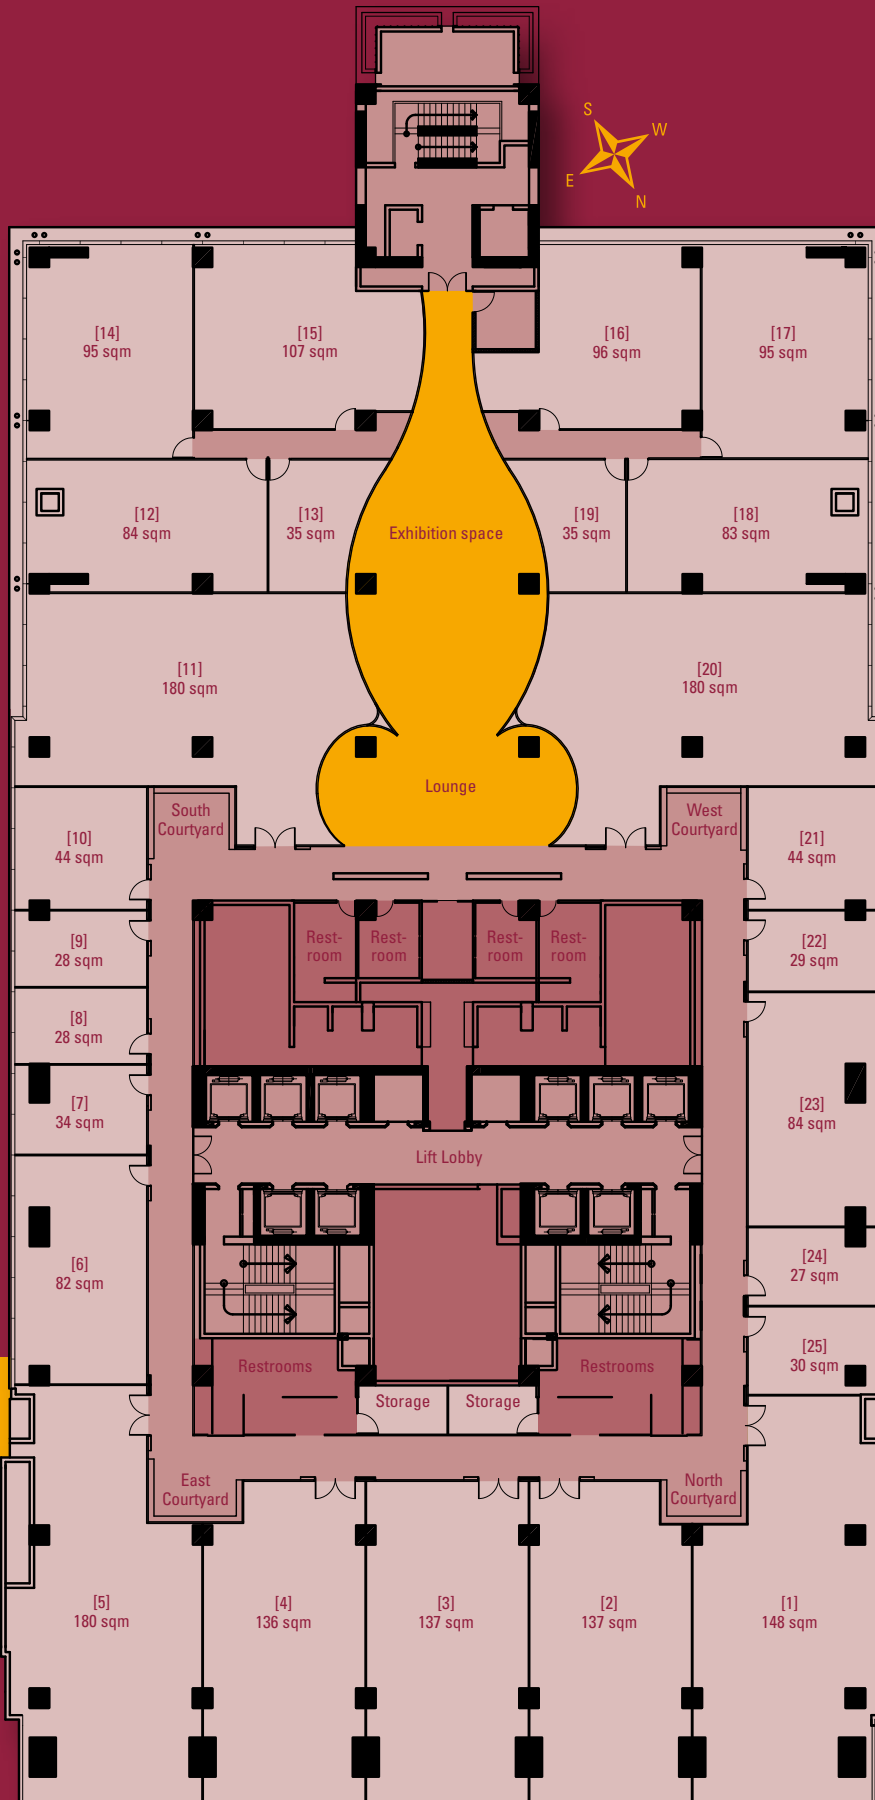 S
W
E
N
[14]
95 sqm
[15]
107 sqm
[16]
96 sqm
[17]
95 sqm
[12]
84 sqm
[13]
35 sqm
Exhibition space
[19]
35 sqm
[18]
83 sqm
[11]
180 sqm
[20]
180 sqm
Lounge
South
Courtyard
West
Courtyard
[10]
44 sqm
[21]
44 sqm
[9]
28 sqm
Rest-
room
Rest-
room
Rest-
room
Rest-
room
[22]
29 sqm
[8]
28 sqm
[7]
34 sqm
[23]
84 sqm
Lift Lobby
[6]
82 sqm
[24]
27 sqm
[25]
30 sqm
Restrooms
Restrooms
Storage
Storage
East
Courtyard
North
Courtyard
[5]
180 sqm
[4]
136 sqm
[3]
137 sqm
[2]
137 sqm
[1]
148 sqm